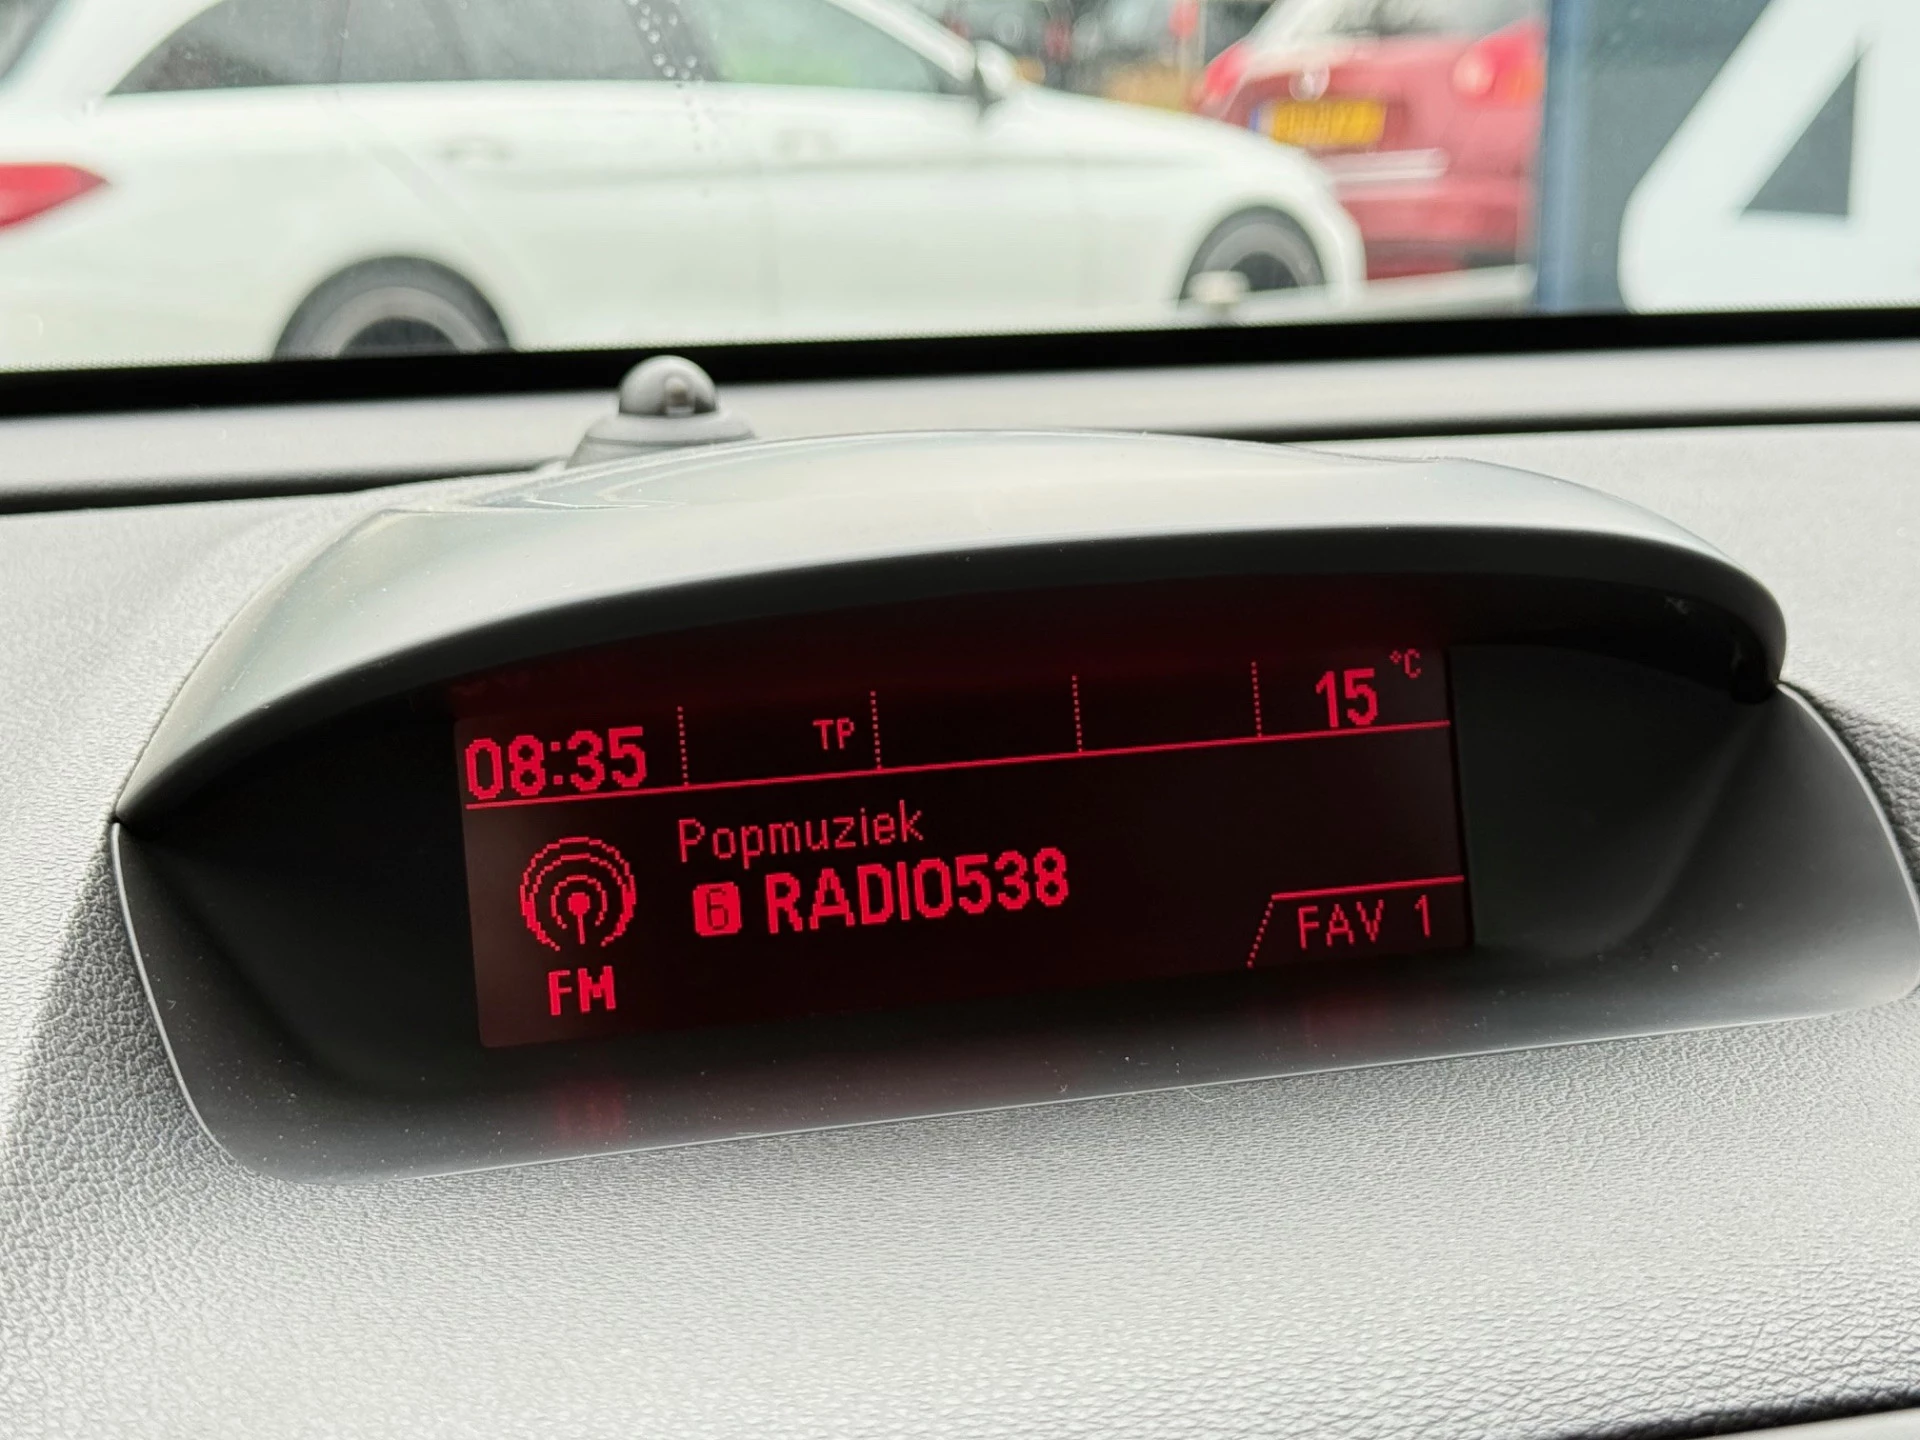 08:35 TP 15 °C
Popmuziek
6 RADIO538
FM
FAV 1